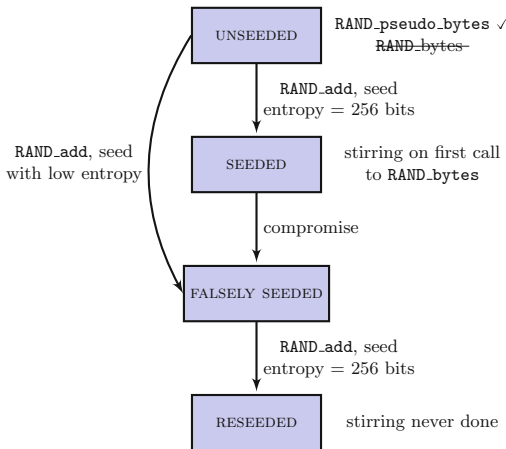 UNSEEDED
RAND_pseudo_bytes ✓
RAND_bytes
RAND_add, seed
entropy = 256 bits
RAND_add, seed
with low entropy
SEEDED
stirring on first call
to RAND_bytes
compromise
FALSELY SEEDED
RAND_add, seed
entropy = 256 bits
RESEEDED
stirring never done